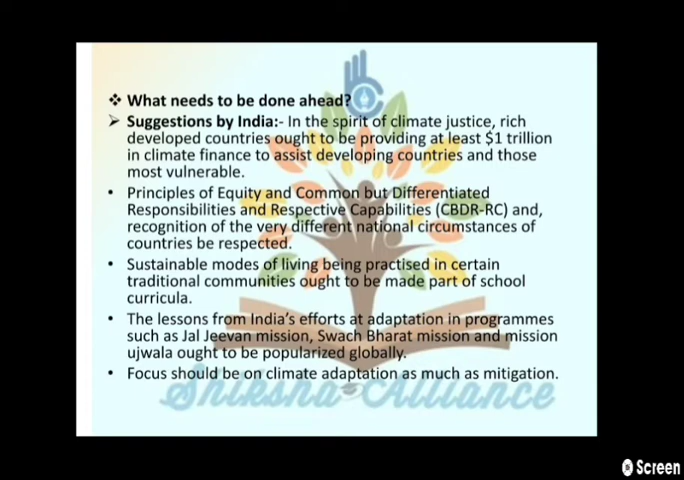 ❖ What needs to be done ahead?
➢ Suggestions by India:- In the spirit of climate justice, rich
developed countries ought to be providing at least $1 trillion
in climate finance to assist developing countries and those
most vulnerable.
• Principles of Equity and Common but Differentiated
Responsibilities and Respective Capabilities (CBDR-RC) and,
recognition of the very different national circumstances of
countries be respected.
• Sustainable modes of living being practised in certain
traditional communities ought to be made part of school
curricula.
• The lessons from India's efforts at adaptation in programmes
such as Jal Jeevan mission, Swach Bharat mission and mission
ujwala ought to be popularized globally.
• Focus should be on climate adaptation as much as mitigation.
Shiksha Alliance
Screen